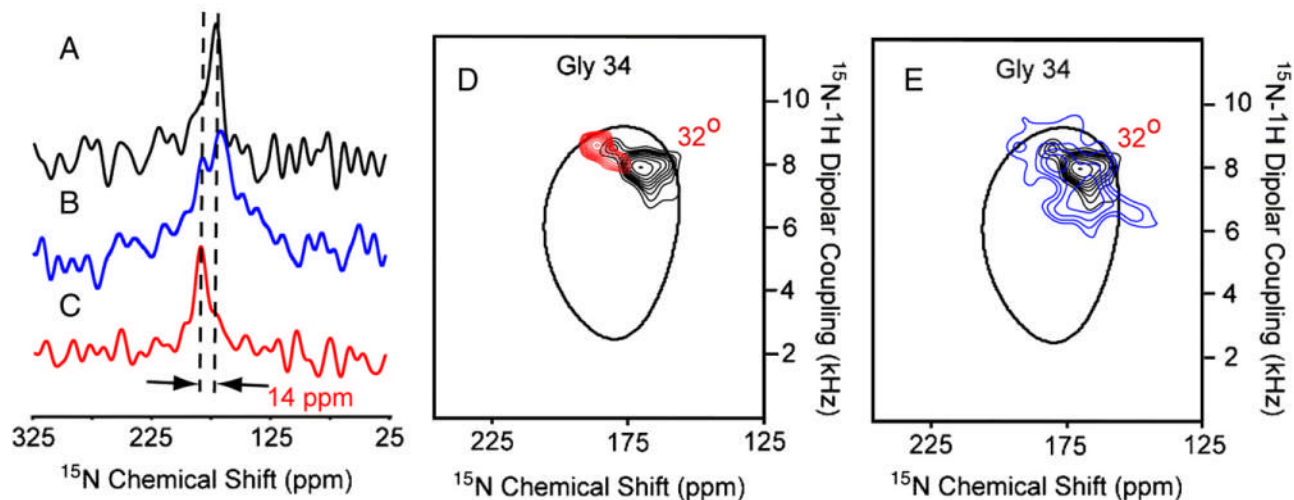 A
B
C
14 ppm
325 225 125 25
¹⁵N Chemical Shift (ppm)
D
Gly 34
32°
10
8
6
4
2
¹⁵N-1H Dipolar Coupling (kHz)
225 175 125
¹⁵N Chemical Shift (ppm)
E
Gly 34
32°
10
8
6
4
2
¹⁵N-1H Dipolar Coupling (kHz)
225 175 125
¹⁵N Chemical Shift (ppm)